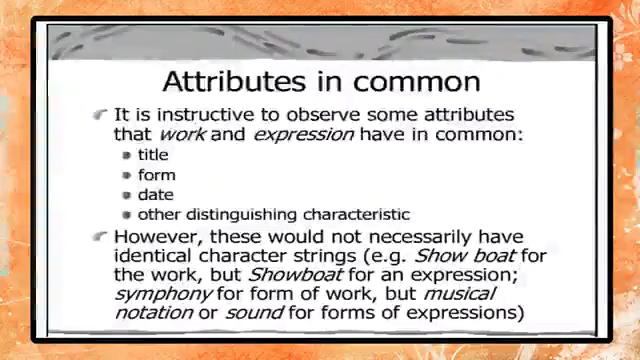 Attributes in common
It is instructive to observe some attributes
that work and expression have in common:
title
form
date
other distinguishing characteristic
However, these would not necessarily have
identical character strings (e.g. Show boat for
the work, but Showboat for an expression;
symphony for form of work, but musical
notation or sound for forms of expressions)